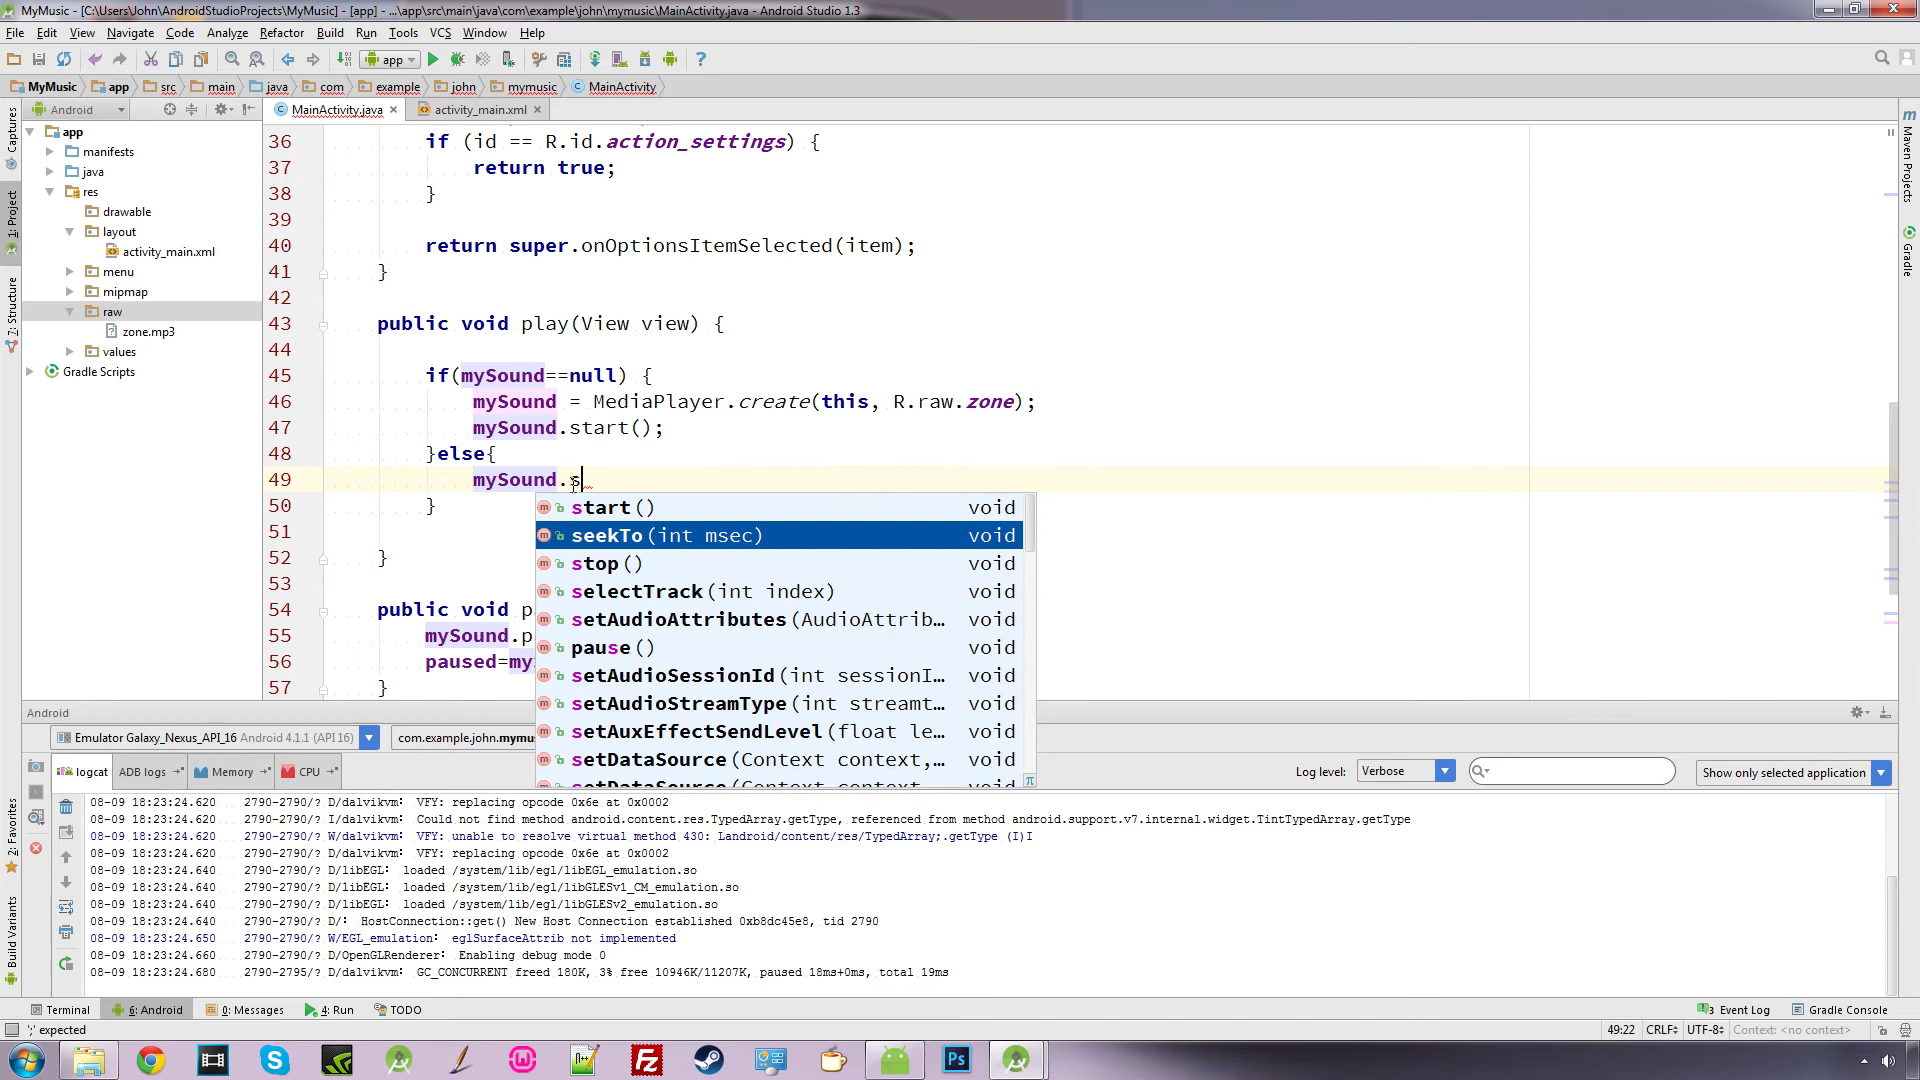 MyMusic - [C:\Users\John\AndroidStudioProjects\MyMusic] - [app] - ...\app\src\main\java\com\example\john\mymusic\MainActivity.java - Android Studio 1.3
File Edit View Navigate Code Analyze Refactor Build Run Tools VCS Window Help
app
MyMusic app src main java com example john mymusic MainActivity
Android
MainActivity.java
activity_main.xml
Captures
1: Project
7: Structure
2: Favorites
Build Variants
Maven Projects
Gradle
app
manifests
java
res
drawable
layout
activity_main.xml
menu
mipmap
raw
zone.mp3
values
Gradle Scripts
36 if (id == R.id.action_settings) {
37 return true;
38 }
39
40 return super.onOptionsItemSelected(item);
41 }
42
43 public void play(View view) {
44
45 if(mySound==null) {
46 mySound = MediaPlayer.create(this, R.raw.zone);
47 mySound.start();
48 }else{
49 mySound.s
50 }
51
52 }
53
54 public void p
55 mySound.p
56 paused=my
57 }
start() void
seekTo(int msec) void
stop() void
selectTrack(int index) void
setAudioAttributes(AudioAttrib... void
pause() void
setAudioSessionId(int sessionI... void
setAudioStreamType(int streamt... void
setAuxEffectSendLevel(float le... void
setDataSource(Context context,... void
Android
Emulator Galaxy_Nexus_API_16 Android 4.1.1 (API 16)
com.example.john.mymu
logcat ADB logs Memory CPU
Log level: Verbose
Show only selected application
08-09 18:23:24.620 2790-2790/? D/dalvikvm: VFY: replacing opcode 0x6e at 0x0002
08-09 18:23:24.620 2790-2790/? I/dalvikvm: Could not find method android.content.res.TypedArray.getType, referenced from method android.support.v7.internal.widget.TintTypedArray.getType
08-09 18:23:24.620 2790-2790/? W/dalvikvm: VFY: unable to resolve virtual method 430: Landroid/content/res/TypedArray;.getType (I)I
08-09 18:23:24.620 2790-2790/? D/dalvikvm: VFY: replacing opcode 0x6e at 0x0002
08-09 18:23:24.640 2790-2790/? D/libEGL: loaded /system/lib/egl/libEGL_emulation.so
08-09 18:23:24.640 2790-2790/? D/libEGL: loaded /system/lib/egl/libGLESv1_CM_emulation.so
08-09 18:23:24.640 2790-2790/? D/libEGL: loaded /system/lib/egl/libGLESv2_emulation.so
08-09 18:23:24.640 2790-2790/? D/: HostConnection::get() New Host Connection established 0xb8dc45e8, tid 2790
08-09 18:23:24.650 2790-2790/? W/EGL_emulation: eglSurfaceAttrib not implemented
08-09 18:23:24.660 2790-2790/? D/OpenGLRenderer: Enabling debug mode 0
08-09 18:23:24.680 2790-2795/? D/dalvikvm: GC_CONCURRENT freed 180K, 3% free 10946K/11207K, paused 18ms+0ms, total 19ms
Terminal 6: Android 0: Messages 4: Run TODO
3 Event Log Gradle Console
';' expected
49:22 CRLF UTF-8 Context: <no context>
Fz
Ps